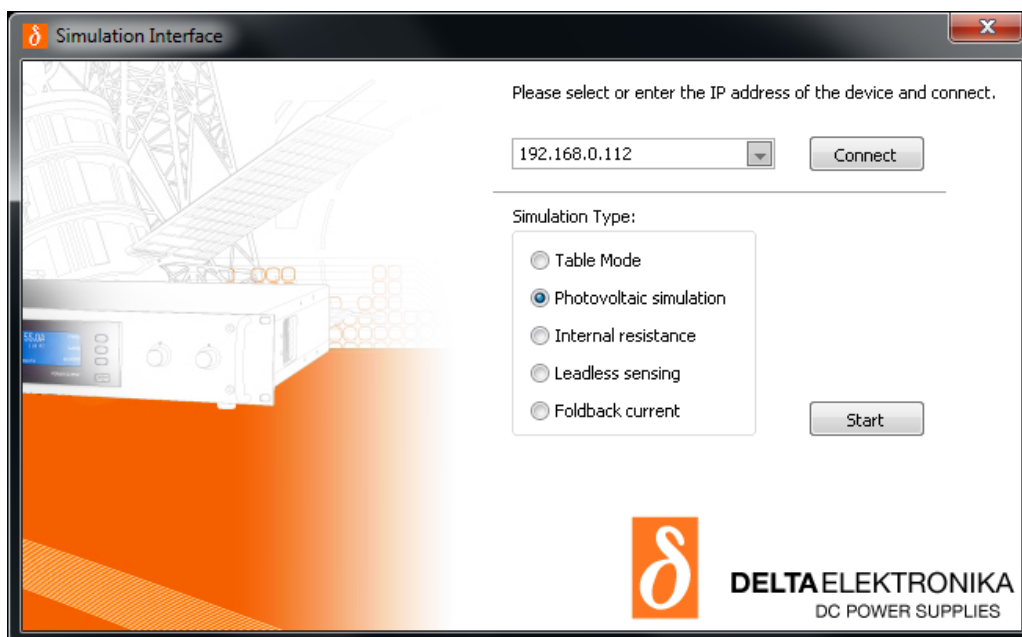 δ Simulation Interface
Please select or enter the IP address of the device and connect.
192.168.0.112
Connect
Simulation Type:
Table Mode
Photovoltaic simulation
Internal resistance
Leadless sensing
Foldback current
Start
δ
DELTA ELEKTRONIKA
DC POWER SUPPLIES